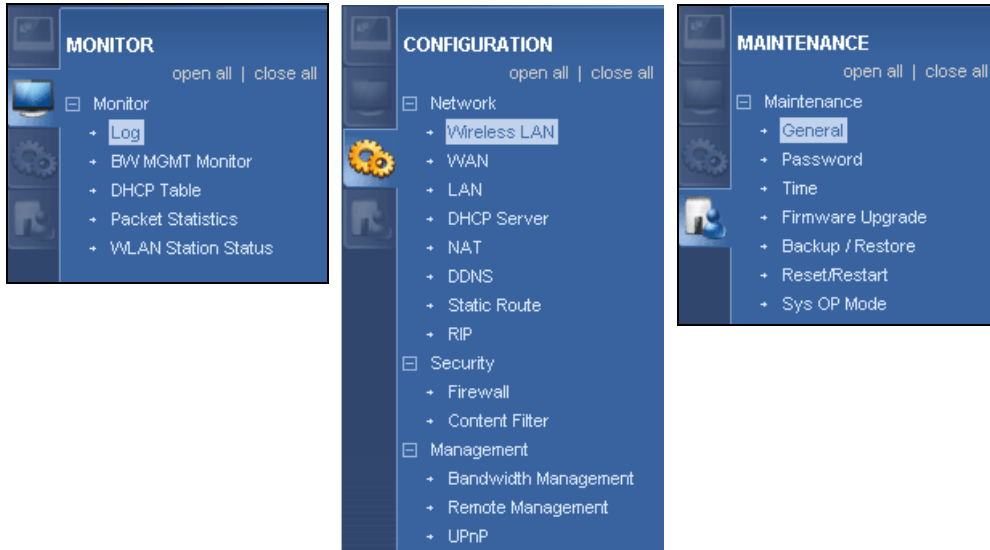 MONITOR
open all | close all
Monitor
Log
BW MGMT Monitor
DHCP Table
Packet Statistics
WLAN Station Status
CONFIGURATION
open all | close all
Network
Wireless LAN
WAN
LAN
DHCP Server
NAT
DDNS
Static Route
RIP
Security
Firewall
Content Filter
Management
Bandwidth Management
Remote Management
UPnP
MAINTENANCE
open all | close all
Maintenance
General
Password
Time
Firmware Upgrade
Backup / Restore
Reset/Restart
Sys OP Mode